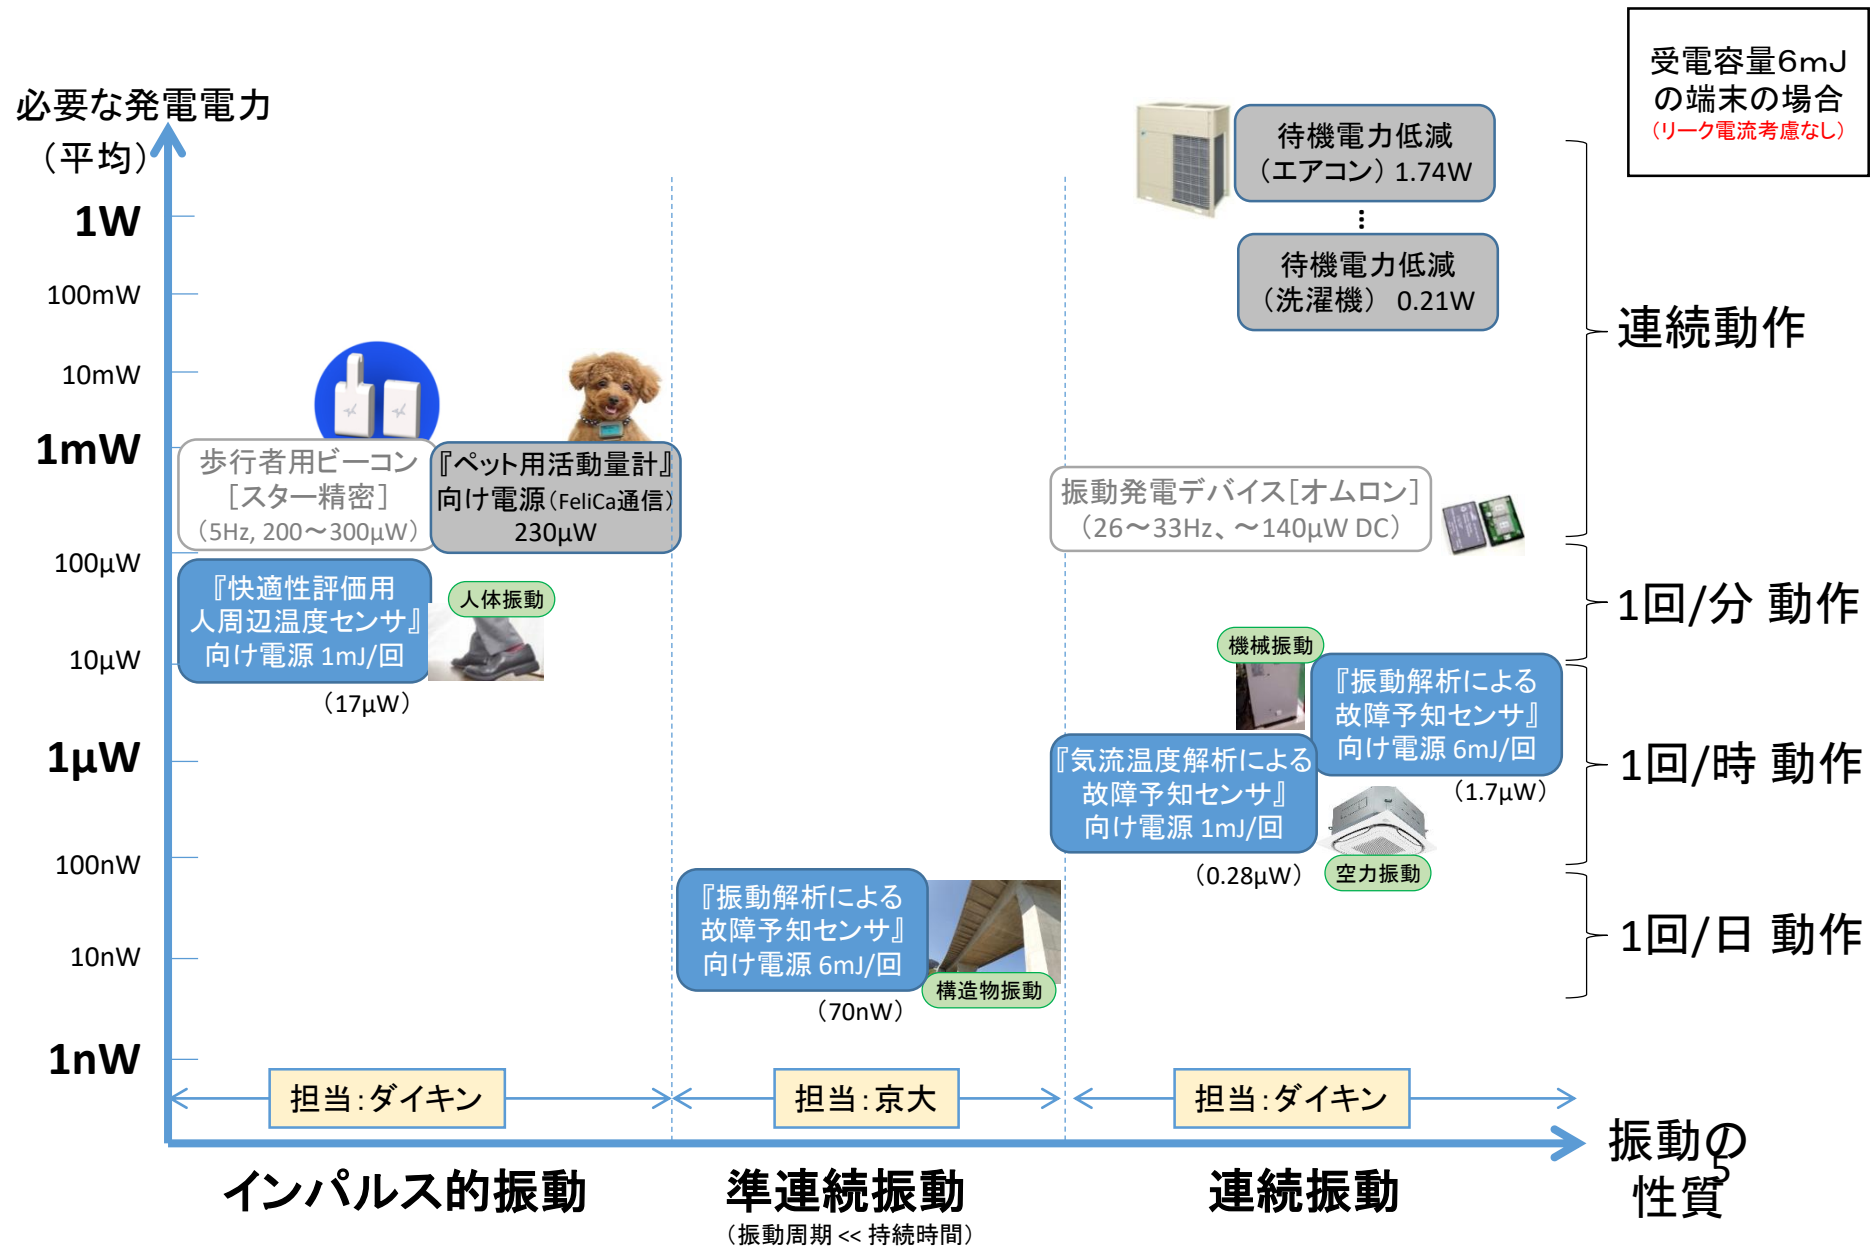 受電容量6mJ
の端末の場合
(リーク電流考慮なし)
必要な発電電力
(平均)
1W
100mW
10mW
1mW
100μW
10μW
1μW
100nW
10nW
1nW
待機電力低減
(エアコン) 1.74W
⋮
待機電力低減
(洗濯機) 0.21W
歩行者用ビーコン
[スター精密]
(5Hz, 200～300μW)
『ペット用活動量計』
向け電源(FeliCa通信)
230μW
振動発電デバイス[オムロン]
(26～33Hz、～140μW DC)
『快適性評価用
人周辺温度センサ』
向け電源 1mJ/回
(17μW)
人体振動
機械振動
『振動解析による
故障予知センサ』
向け電源 6mJ/回
(1.7μW)
『気流温度解析による
故障予知センサ』
向け電源 1mJ/回
(0.28μW)
空力振動
『振動解析による
故障予知センサ』
向け電源 6mJ/回
(70nW)
構造物振動
連続動作
1回/分 動作
1回/時 動作
1回/日 動作
担当:ダイキン
担当:京大
担当:ダイキン
インパルス的振動
準連続振動
(振動周期 << 持続時間)
連続振動
振動の
性質
5